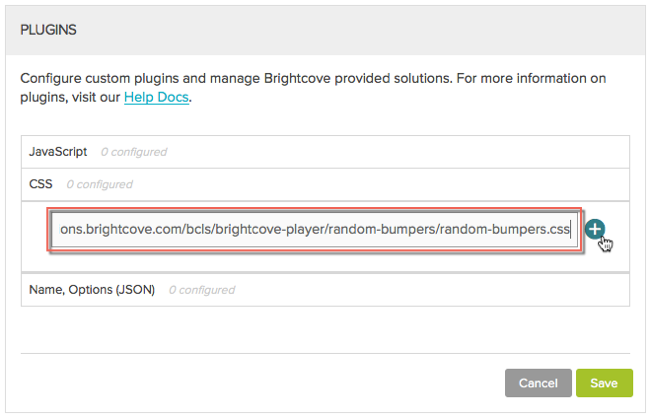 PLUGINS
Configure custom plugins and manage Brightcove provided solutions. For more information on
plugins, visit our Help Docs.
JavaScript 0 configured
CSS 0 configured
ons.brightcove.com/bcls/brightcove-player/random-bumpers/random-bumpers.css
Name, Options (JSON) 0 configured
Cancel Save